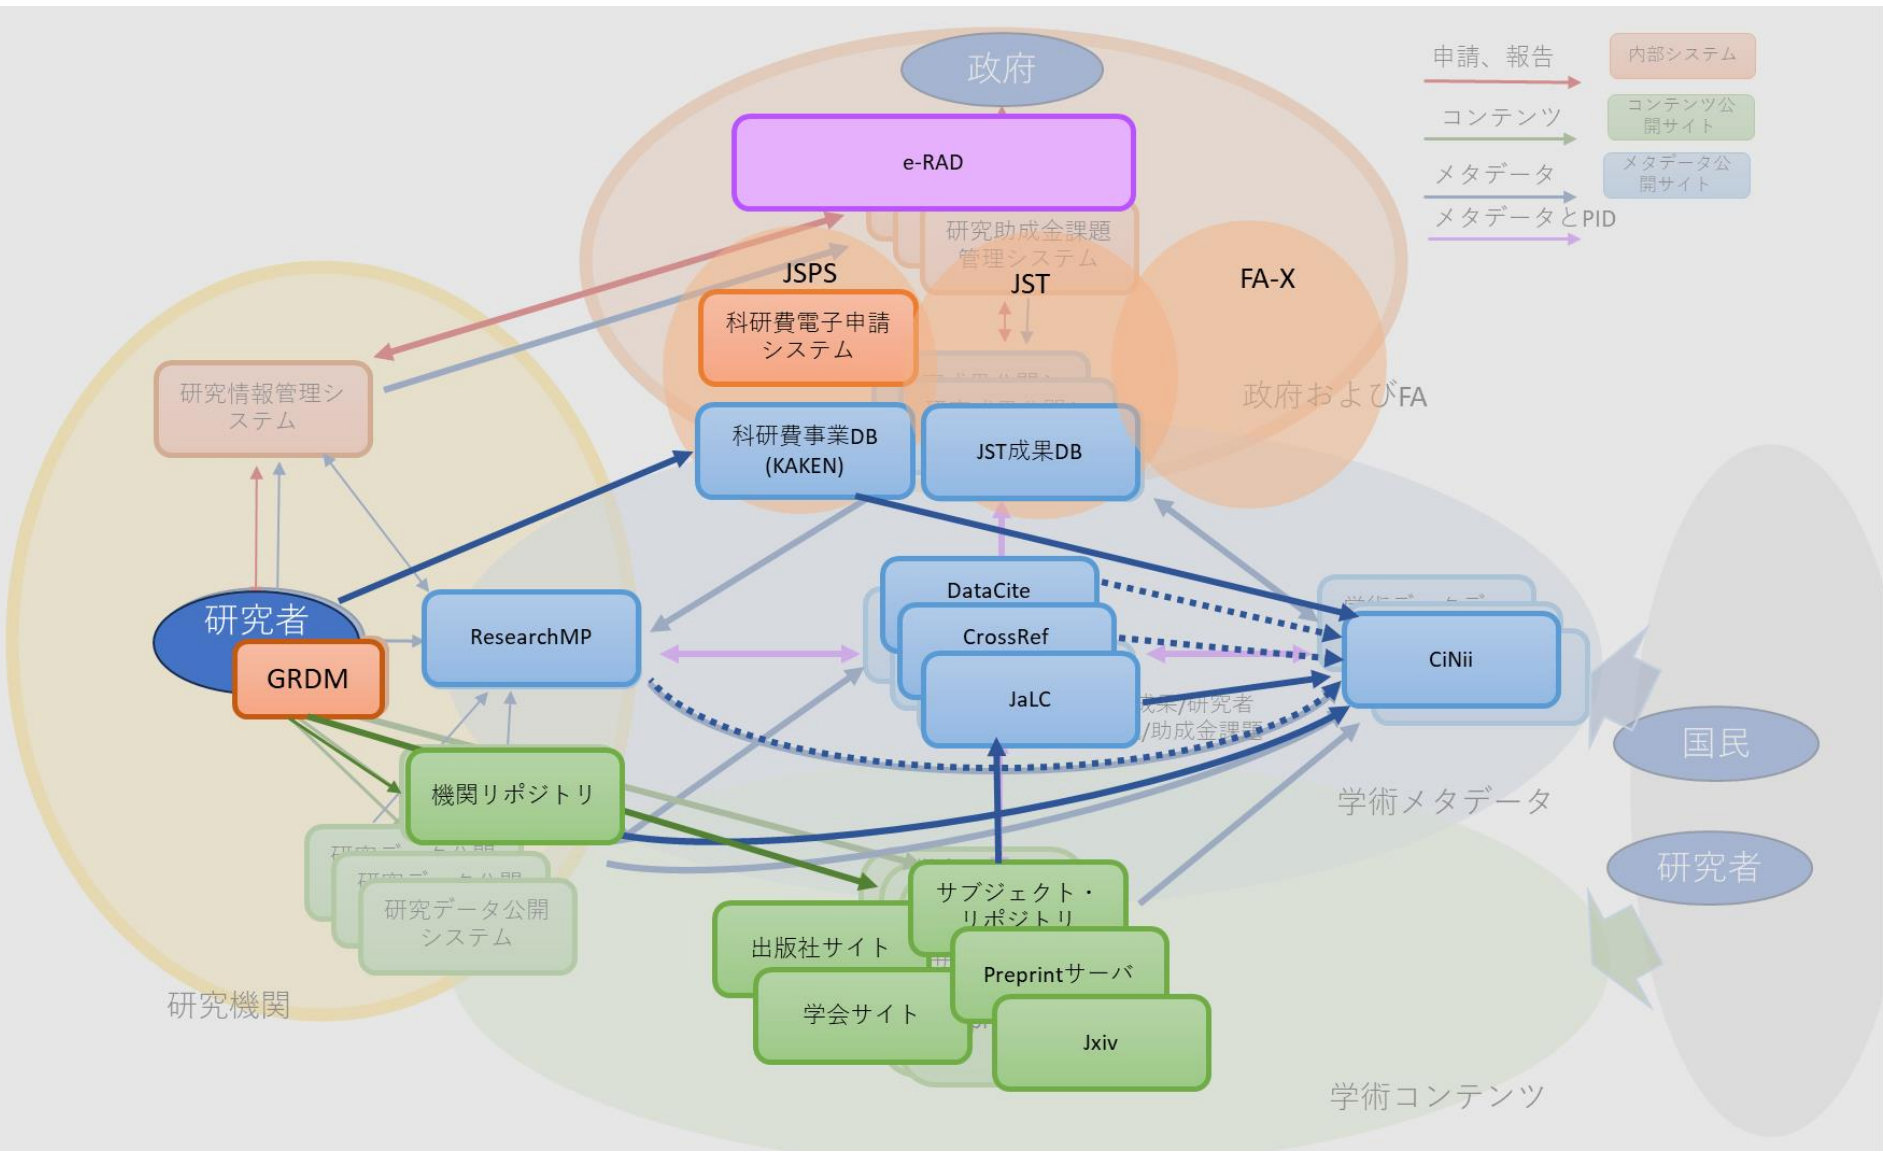 政府
申請、報告
内部システム
コンテンツ
コンテンツ公
開サイト
メタデータ
メタデータ公
開サイト
メタデータとPID
e-RAD
研究助成金課題
管理システム
JSPS
JST
FA-X
科研費電子申請
システム
研究情報管理シ
ステム
政府およびFA
科研費事業DB
(KAKEN)
JST成果DB
研究者
GRDM
ResearchMP
DataCite
CrossRef
JaLC
CiNii
成果/研究者
/助成金課題
国民
機関リポジトリ
学術メタデータ
研究者
研究データ公開
システム
サブジェクト・
リポジトリ
出版社サイト
Preprintサーバ
学会サイト
Jxiv
研究機関
学術コンテンツ